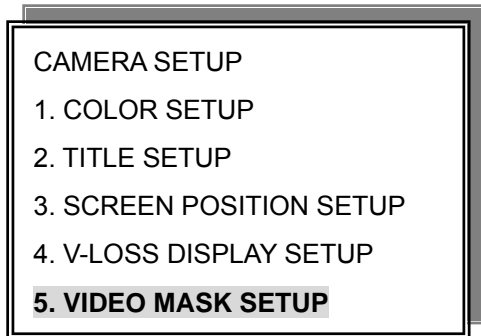 CAMERA SETUP
1. COLOR SETUP
2. TITLE SETUP
3. SCREEN POSITION SETUP
4. V-LOSS DISPLAY SETUP
5. VIDEO MASK SETUP